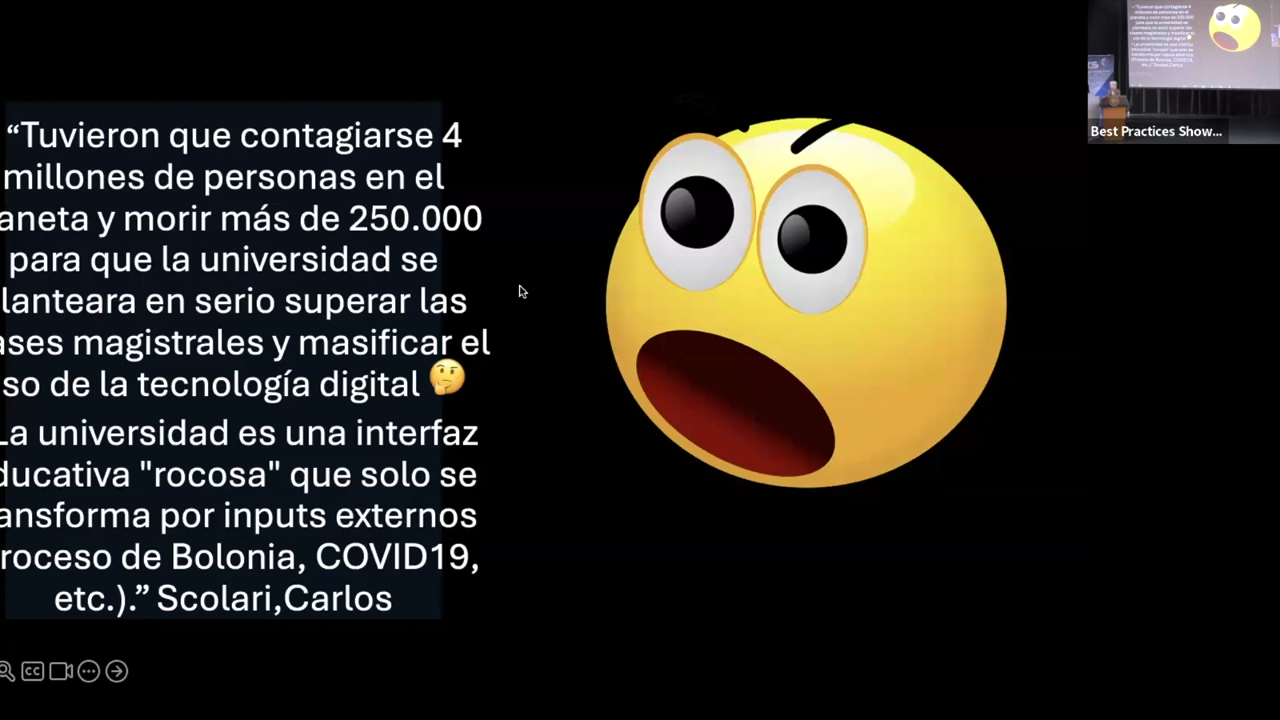 “Tuvieron que contagiarse 4
millones de personas en el
aneta y morir más de 250.000
para que la universidad se
lanteara en serio superar las
ases magistrales y masificar el
so de la tecnología digital 🤔
La universidad es una interfaz
ducativa "rocosa" que solo se
ansforma por inputs externos
roceso de Bolonia, COVID19,
etc.).” Scolari,Carlos
CC
Best Practices Show...